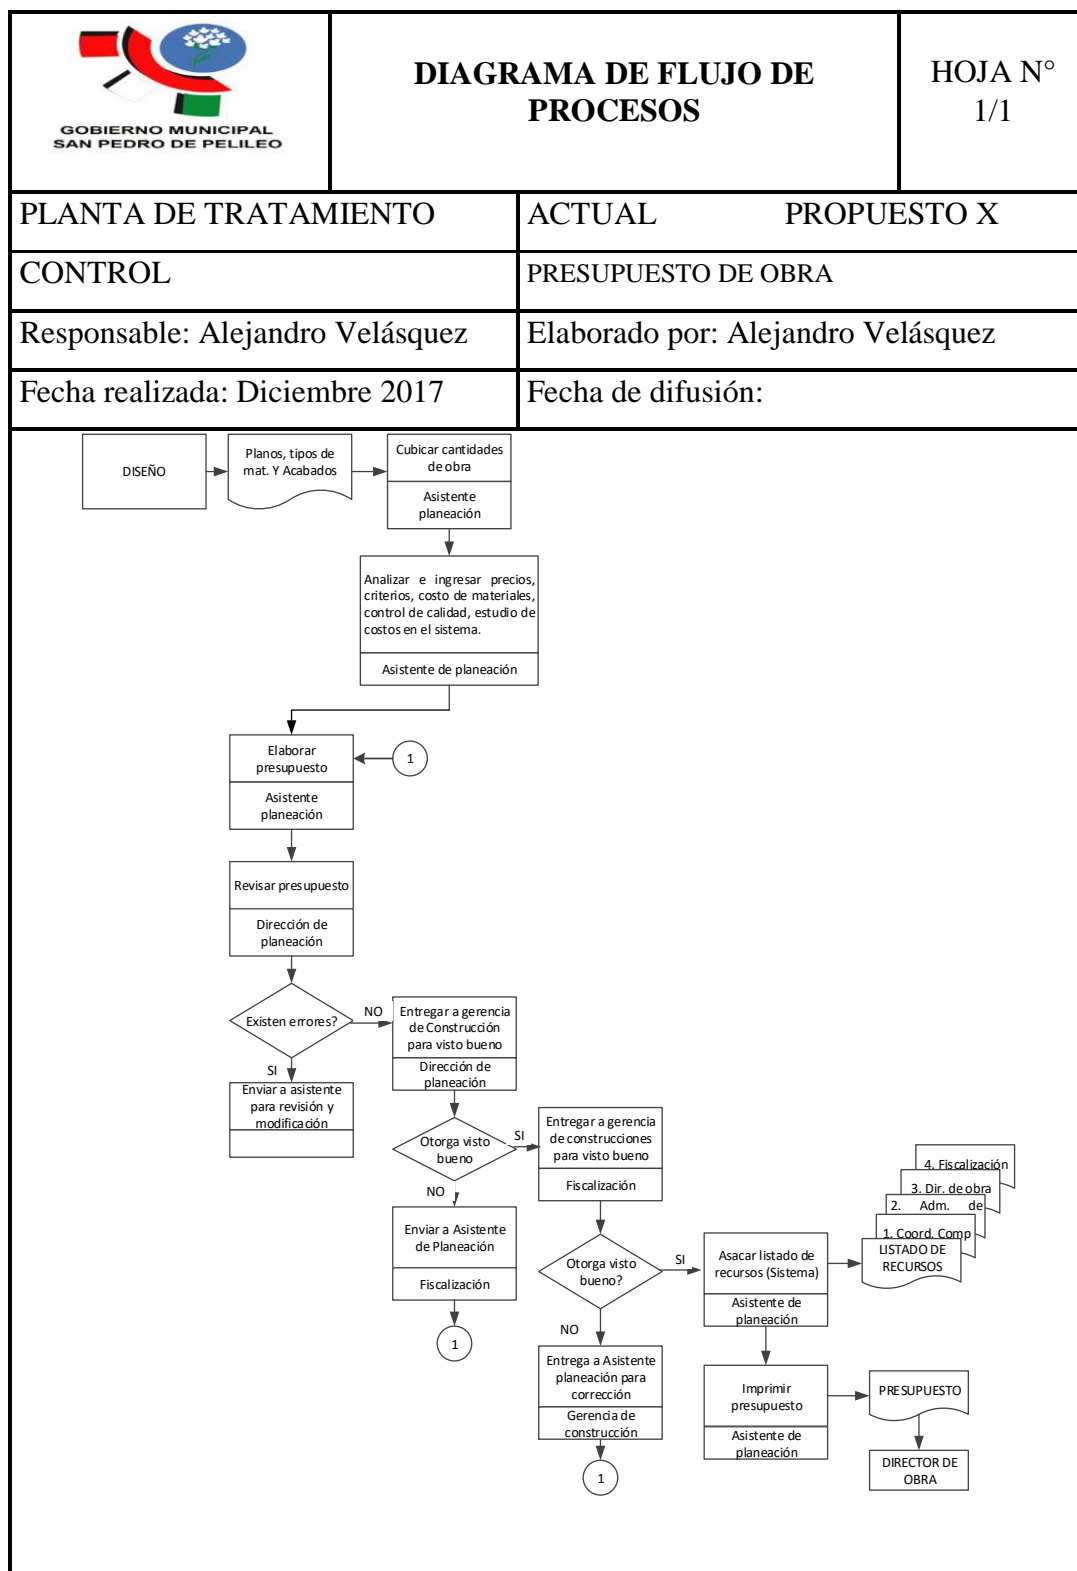 GOBIERNO MUNICIPAL
SAN PEDRO DE PELILEO
DIAGRAMA DE FLUJO DE
PROCESOS
HOJA N°
1/1
PLANTA DE TRATAMIENTO
ACTUAL PROPUESTO X
CONTROL
PRESUPUESTO DE OBRA
Responsable: Alejandro Velásquez
Elaborado por: Alejandro Velásquez
Fecha realizada: Diciembre 2017
Fecha de difusión:
DISEÑO
Planos, tipos de
mat. Y Acabados
Cubicar cantidades
de obra
Asistente
planeación
Analizar e ingresar precios,
criterios, costo de materiales,
control de calidad, estudio de
costos en el sistema.
Asistente de planeación
Elaborar
presupuesto
1
Asistente
planeación
Revisar presupuesto
Dirección de
planeación
Existen errores?
NO
SI
Enviar a asistente
para revisión y
modificación
Entregar a gerencia
de Construcción
para visto bueno
Dirección de
planeación
Otorga visto
bueno
SI
NO
Enviar a Asistente
de Planeación
Fiscalización
1
Entregar a gerencia
de construcciones
para visto bueno
Fiscalización
Otorga visto
bueno?
SI
NO
Entrega a Asistente
planeación para
corrección
Gerencia de
construcción
1
Asacar listado de
recursos (Sistema)
Asistente de
planeación
4. Fiscalización
3. Dir. de obra
2. Adm. de
1. Coord. Comp
LISTADO DE
RECURSOS
Imprimir
presupuesto
Asistente de
planeación
PRESUPUESTO
DIRECTOR DE
OBRA